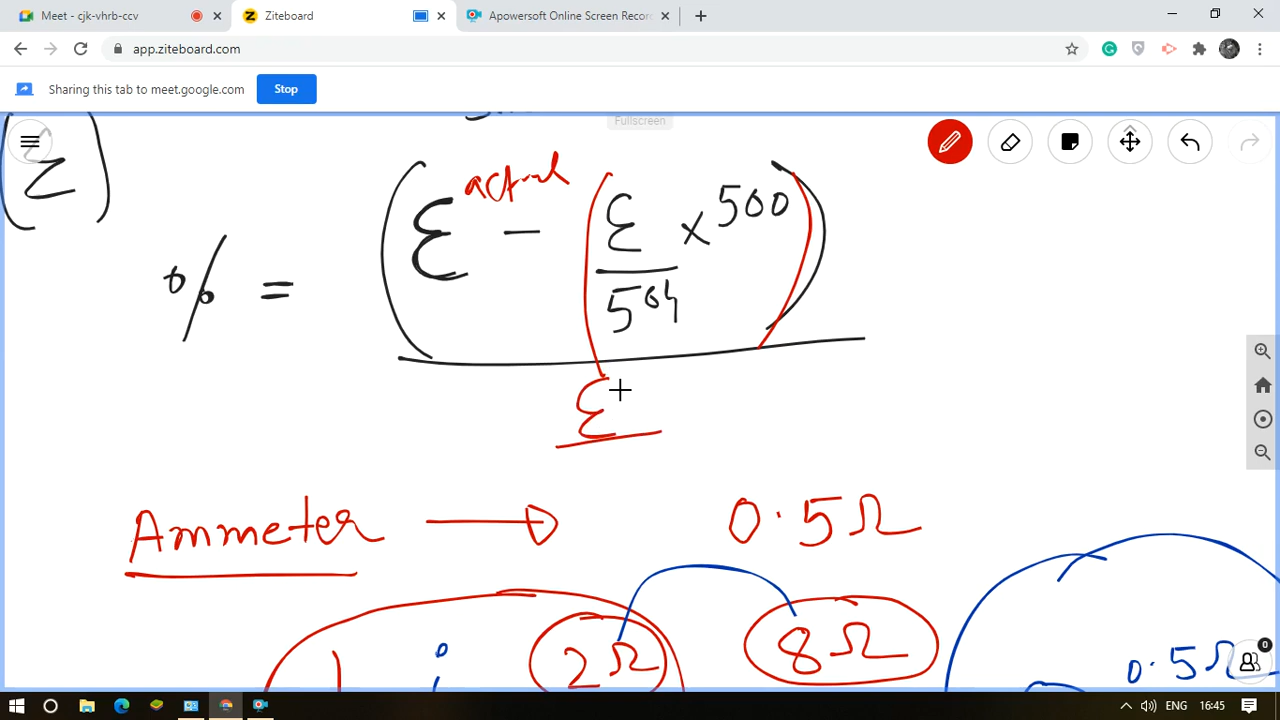 Meet - cjk-vhrb-ccv
Ziteboard
Apowersoft Online Screen Recor
app.ziteboard.com
Sharing this tab to meet.google.com
Stop
Fullscreen
Σ
% = (ε actual - (ε/504 × 500))
ε
Ammeter → 0.5Ω
2Ω
8Ω
0.5Ω
0
ENG
16:45